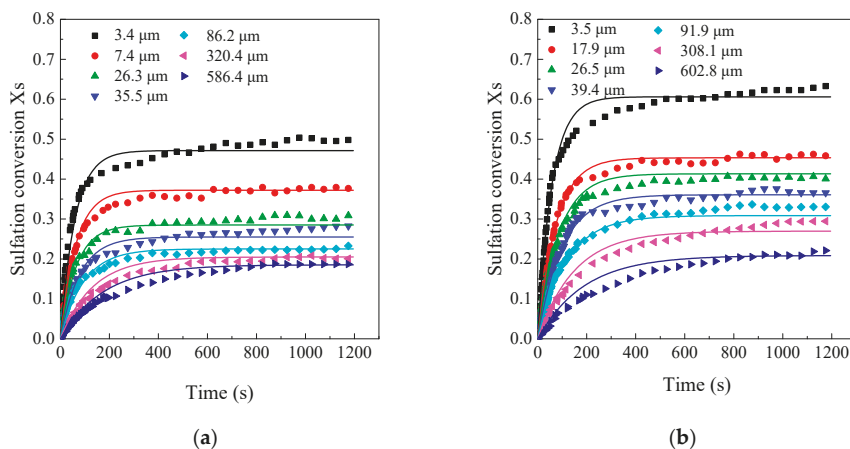 0.8
0.7
0.6
0.5
0.4
0.3
0.2
0.1
0.0
Sulfation conversion Xs
3.4 μm
7.4 μm
26.3 μm
35.5 μm
86.2 μm
320.4 μm
586.4 μm
0 200 400 600 800 1000 1200
Time (s)
(a)
0.8
0.7
0.6
0.5
0.4
0.3
0.2
0.1
0.0
Sulfation conversion Xs
3.5 μm
17.9 μm
26.5 μm
39.4 μm
91.9 μm
308.1 μm
602.8 μm
0 200 400 600 800 1000 1200
Time (s)
(b)